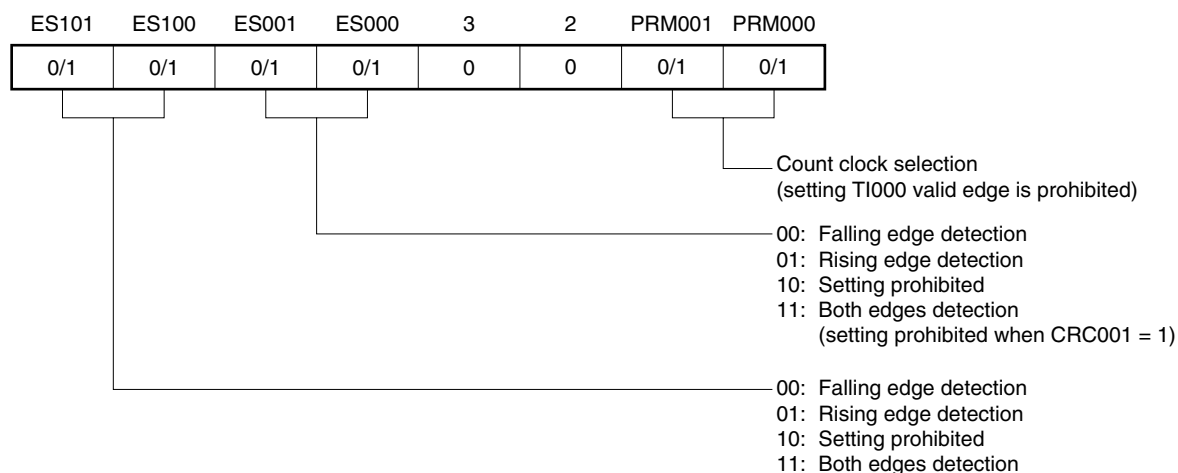 ES101 ES100 ES001 ES000 3 2 PRM001 PRM000
0/1 0/1 0/1 0/1 0 0 0/1 0/1
Count clock selection
(setting TI000 valid edge is prohibited)
00: Falling edge detection
01: Rising edge detection
10: Setting prohibited
11: Both edges detection
(setting prohibited when CRC001 = 1)
00: Falling edge detection
01: Rising edge detection
10: Setting prohibited
11: Both edges detection